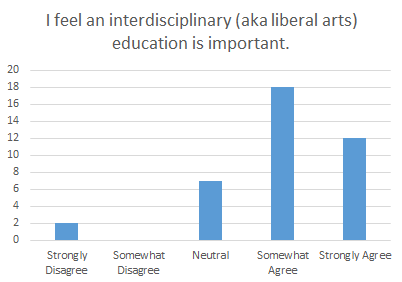 I feel an interdisciplinary (aka liberal arts)
education is important.
20
18
16
14
12
10
8
6
4
2
0
Strongly Disagree
Somewhat Disagree
Neutral
Somewhat Agree
Strongly Agree